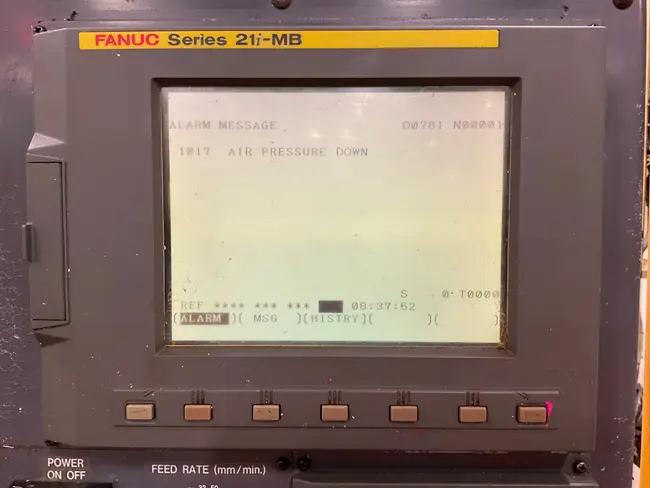 FANUC Series 21i-MB
ALARM MESSAGE O0781 N00001
1017 AIR PRESSURE DOWN
S 0 T0000
REF **** *** *** 08:37:52
(ALARM )( MSG )(HISTRY)( )( )
POWER
ON OFF
FEED RATE (mm/min.)